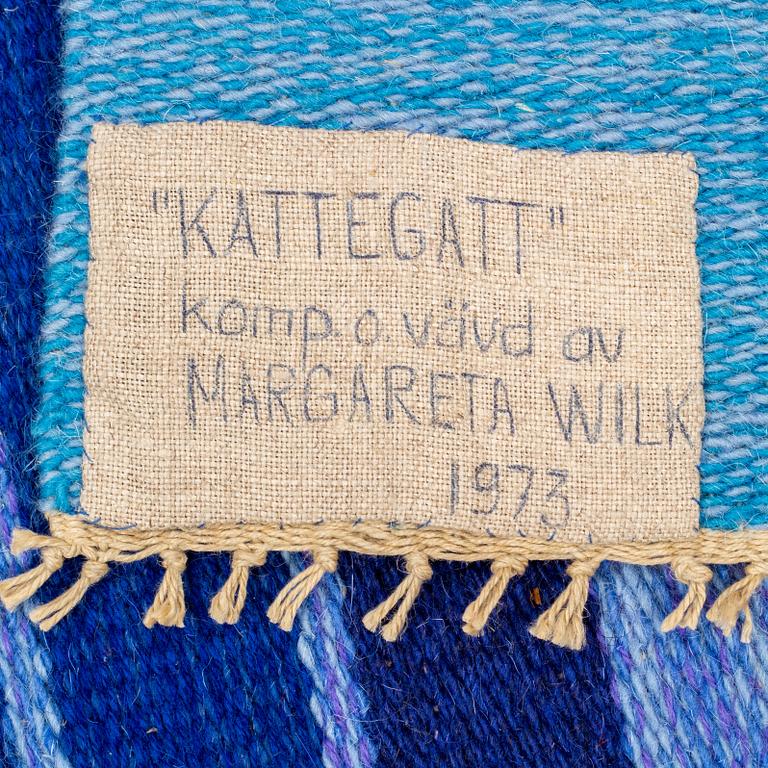 "KATTEGATT"
komp. o. vävd av
MARGARETA WILK
1973